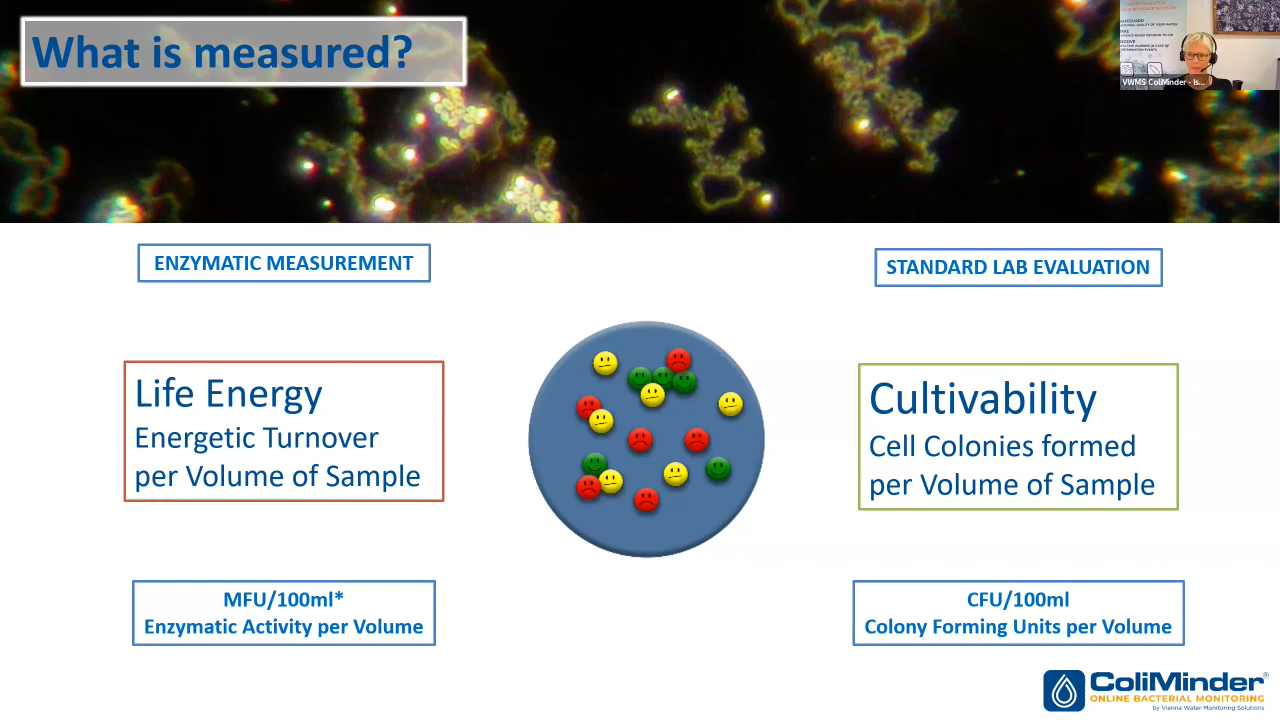 What is measured?
VWMS ColiMinder - Is...
ENZYMATIC MEASUREMENT
STANDARD LAB EVALUATION
Life Energy
Energetic Turnover
per Volume of Sample
Cultivability
Cell Colonies formed
per Volume of Sample
MFU/100ml*
Enzymatic Activity per Volume
CFU/100ml
Colony Forming Units per Volume
ColiMinder®
ONLINE BACTERIAL MONITORING
by Vienna Water Monitoring Solutions